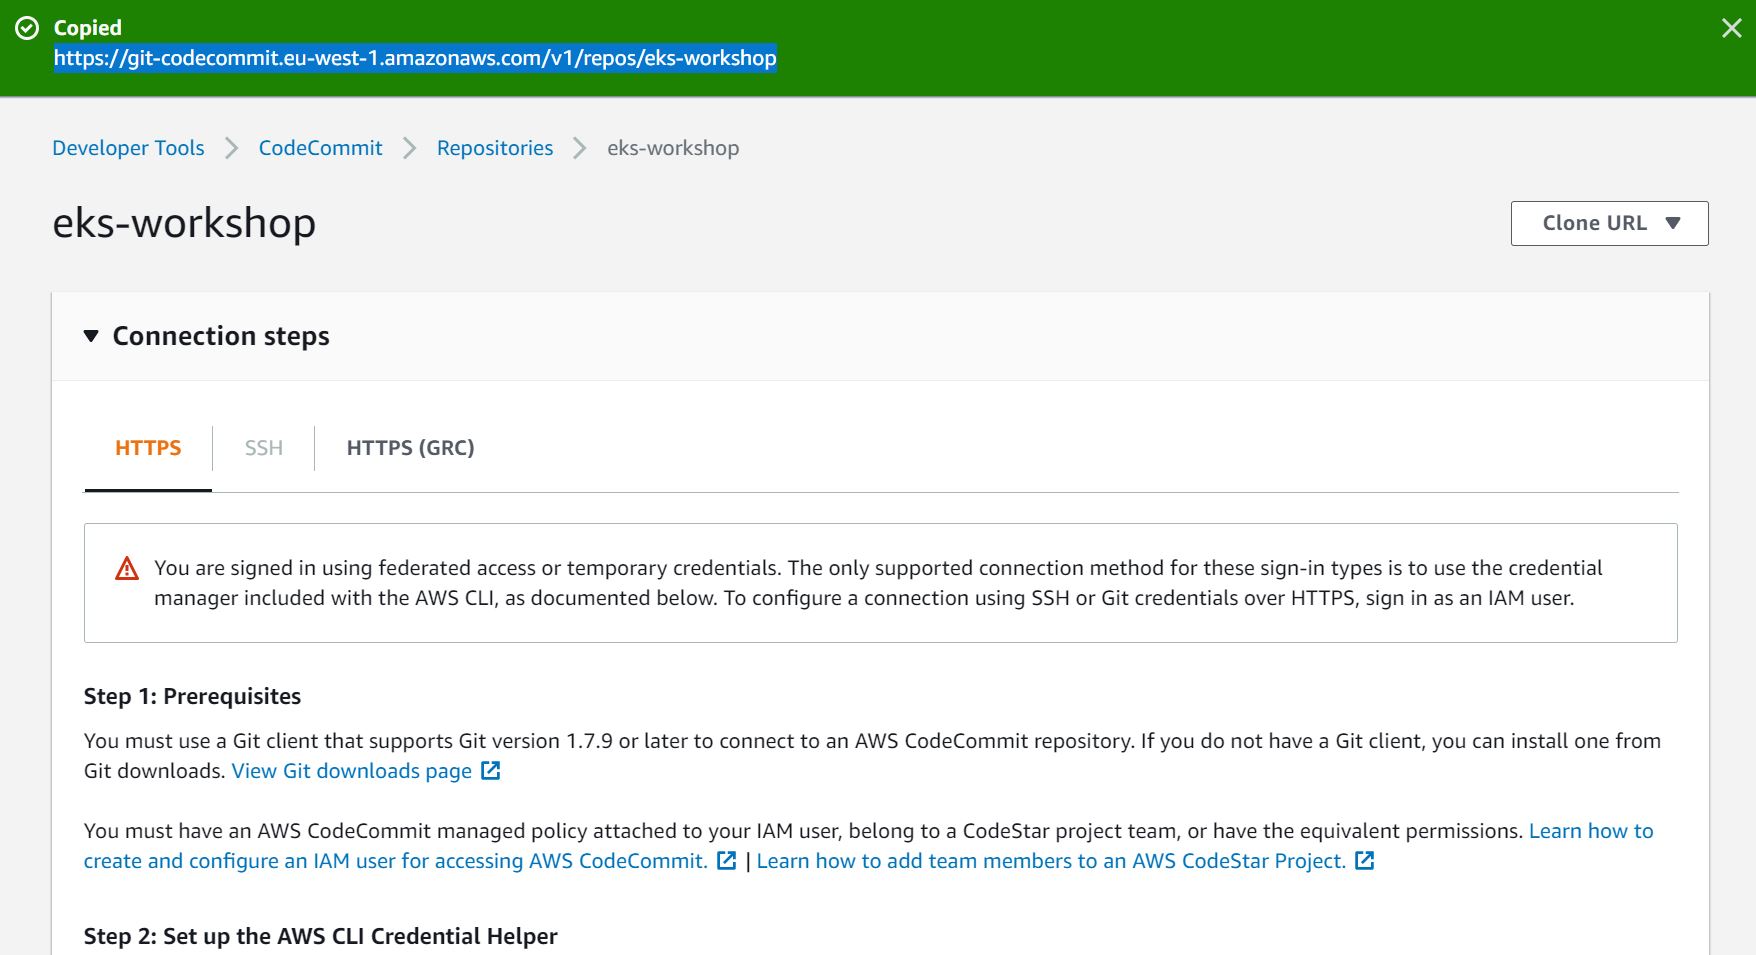 Copied
https://git-codecommit.eu-west-1.amazonaws.com/v1/repos/eks-workshop
Developer Tools CodeCommit Repositories eks-workshop
eks-workshop
Clone URL
Connection steps
HTTPS SSH HTTPS (GRC)
You are signed in using federated access or temporary credentials. The only supported connection method for these sign-in types is to use the credential
manager included with the AWS CLI, as documented below. To configure a connection using SSH or Git credentials over HTTPS, sign in as an IAM user.
Step 1: Prerequisites
You must use a Git client that supports Git version 1.7.9 or later to connect to an AWS CodeCommit repository. If you do not have a Git client, you can install one from
Git downloads. View Git downloads page
You must have an AWS CodeCommit managed policy attached to your IAM user, belong to a CodeStar project team, or have the equivalent permissions. Learn how to
create and configure an IAM user for accessing AWS CodeCommit. | Learn how to add team members to an AWS CodeStar Project.
Step 2: Set up the AWS CLI Credential Helper